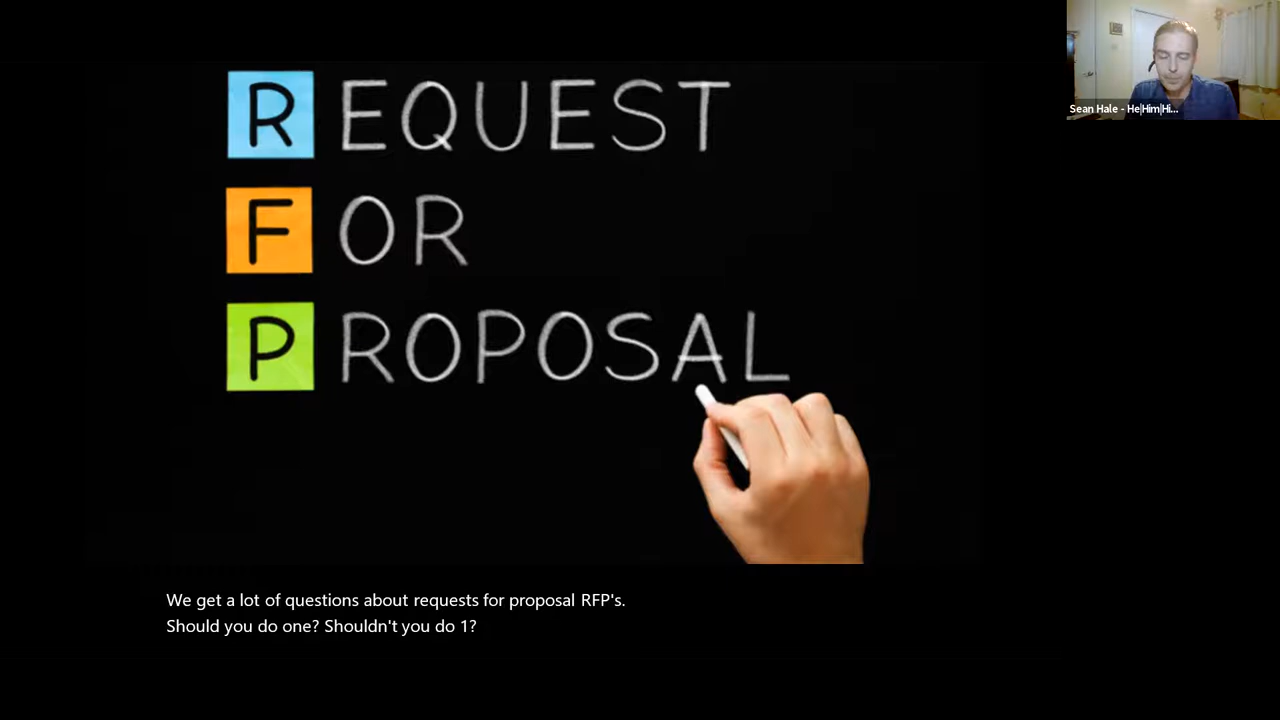 REQUEST
FOR
PROPOSAL
Sean Hale - He|Him|Hi...
We get a lot of questions about requests for proposal RFP's.
Should you do one? Shouldn't you do 1?